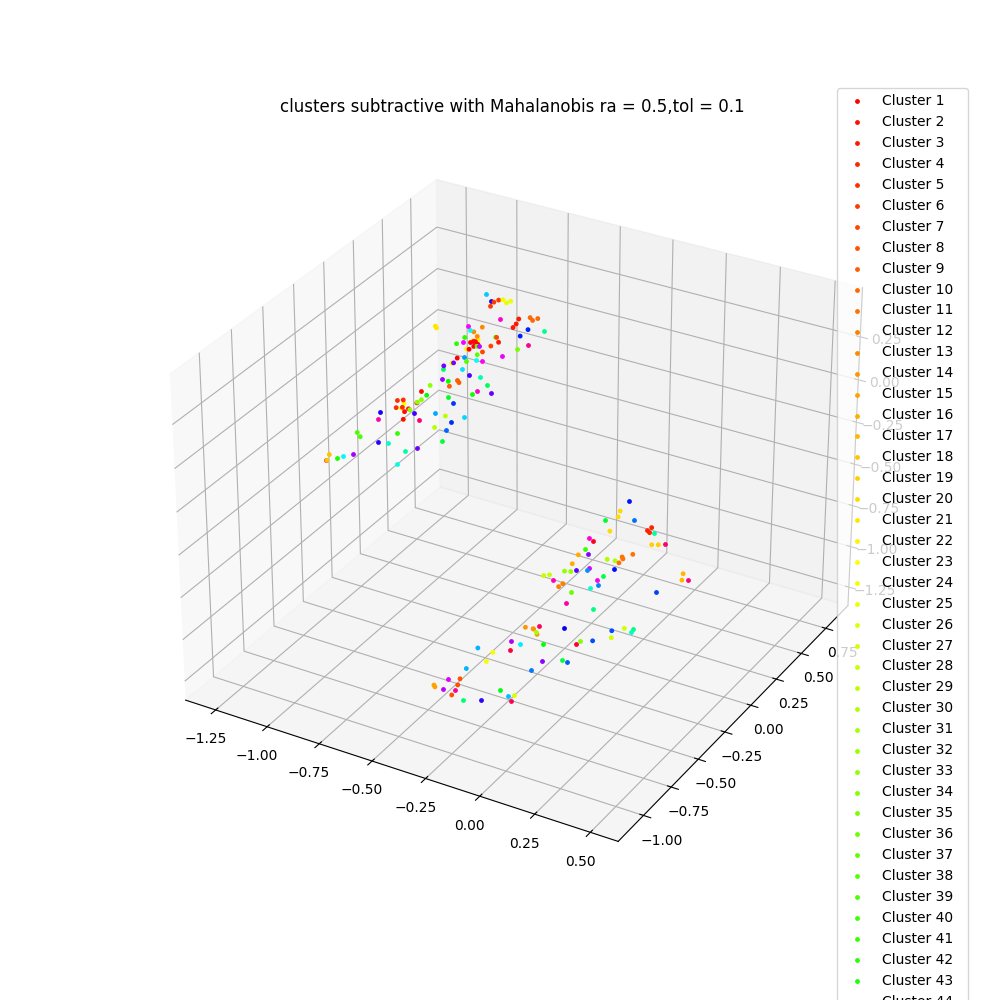 clusters subtractive with Mahalanobis ra = 0.5,tol = 0.1
Cluster 1
Cluster 2
Cluster 3
Cluster 4
Cluster 5
Cluster 6
Cluster 7
Cluster 8
Cluster 9
Cluster 10
Cluster 11
Cluster 12
Cluster 13
Cluster 14
Cluster 15
Cluster 16
Cluster 17
Cluster 18
Cluster 19
Cluster 20
Cluster 21
Cluster 22
Cluster 23
Cluster 24
Cluster 25
Cluster 26
Cluster 27
Cluster 28
Cluster 29
Cluster 30
Cluster 31
Cluster 32
Cluster 33
Cluster 34
Cluster 35
Cluster 36
Cluster 37
Cluster 38
Cluster 39
Cluster 40
Cluster 41
Cluster 42
Cluster 43
Cluster 44
0.25
0.00
−0.25
−0.50
−0.75
−1.00
−1.25
0.75
0.50
0.25
0.00
−0.25
−0.50
−0.75
−1.00
−1.25
−1.00
−0.75
−0.50
−0.25
0.00
0.25
0.50